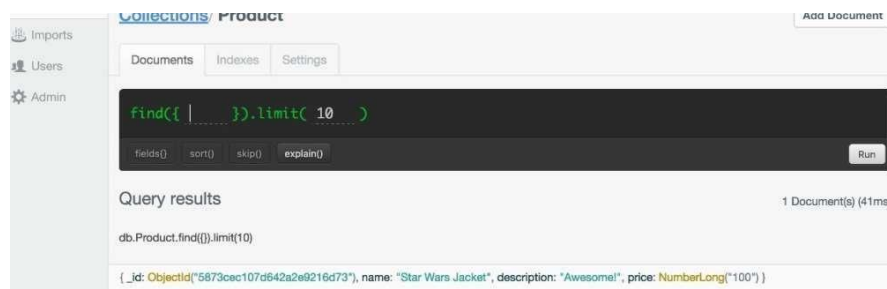 Collections/ Product
Add Document
Imports
Users
Admin
Documents Indexes Settings
find({ | }).limit( 10 )
fields() sort() skip() explain()
Run
Query results
1 Document(s) (41ms
db.Product.find({}).limit(10)
{ _id: ObjectId("5873cec107d642a2e9216d73"), name: "Star Wars Jacket", description: "Awesome!", price: NumberLong("100") }